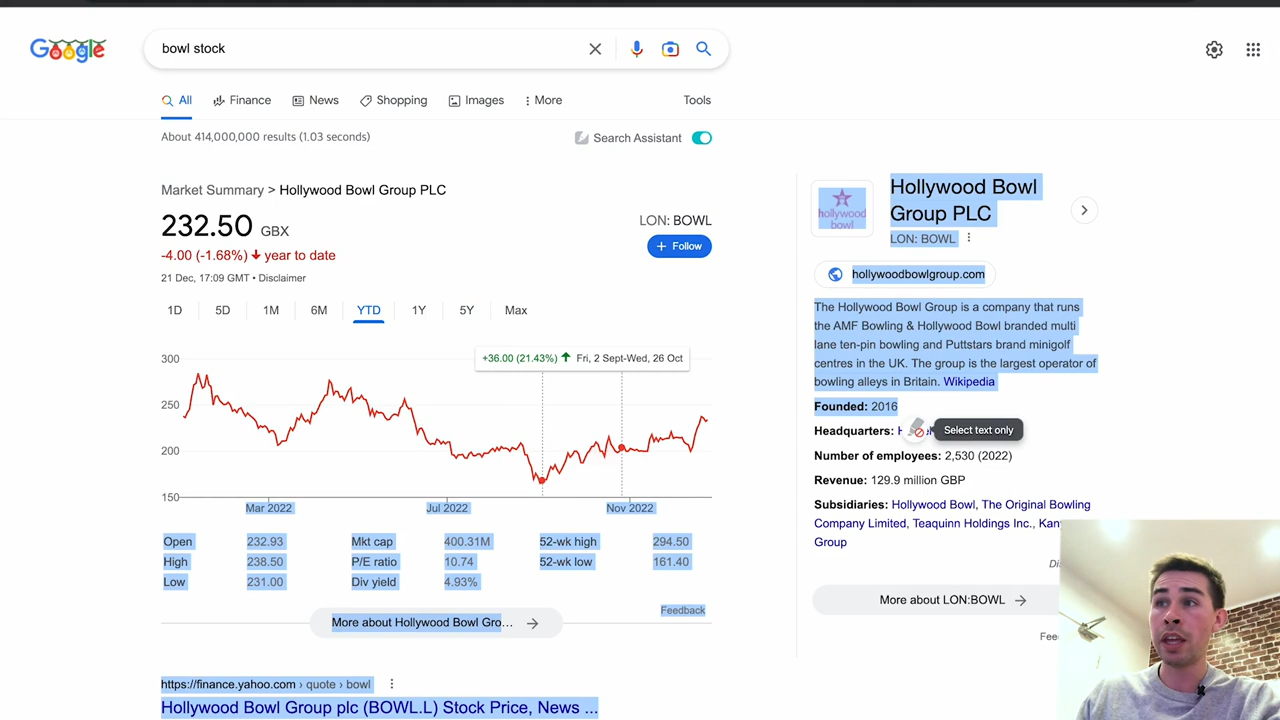 Google
bowl stock
All
Finance
News
Shopping
Images
More
Tools
About 414,000,000 results (1.03 seconds)
Search Assistant
Market Summary > Hollywood Bowl Group PLC
232.50 GBX
-4.00 (-1.68%) year to date
21 Dec, 17:09 GMT • Disclaimer
LON: BOWL
+ Follow
1D
5D
1M
6M
YTD
1Y
5Y
Max
+36.00 (21.43%) Fri, 2 Sept-Wed, 26 Oct
300
250
200
150
Mar 2022
Jul 2022
Nov 2022
Open 232.93 Mkt cap 400.31M 52-wk high 294.50
High 238.50 P/E ratio 10.74 52-wk low 161.40
Low 231.00 Div yield 4.93%
Feedback
More about Hollywood Bowl Gro...
https://finance.yahoo.com › quote › bowl
Hollywood Bowl Group plc (BOWL.L) Stock Price, News ...
hollywood
bowl
Hollywood Bowl
Group PLC
LON: BOWL
hollywoodbowlgroup.com
The Hollywood Bowl Group is a company that runs
the AMF Bowling & Hollywood Bowl branded multi
lane ten-pin bowling and Puttstars brand minigolf
centres in the UK. The group is the largest operator of
bowling alleys in Britain. Wikipedia
Founded: 2016
Headquarters:
Select text only
Number of employees: 2,530 (2022)
Revenue: 129.9 million GBP
Subsidiaries: Hollywood Bowl, The Original Bowling
Company Limited, Teaquinn Holdings Inc.,
Group
More about LON:BOWL